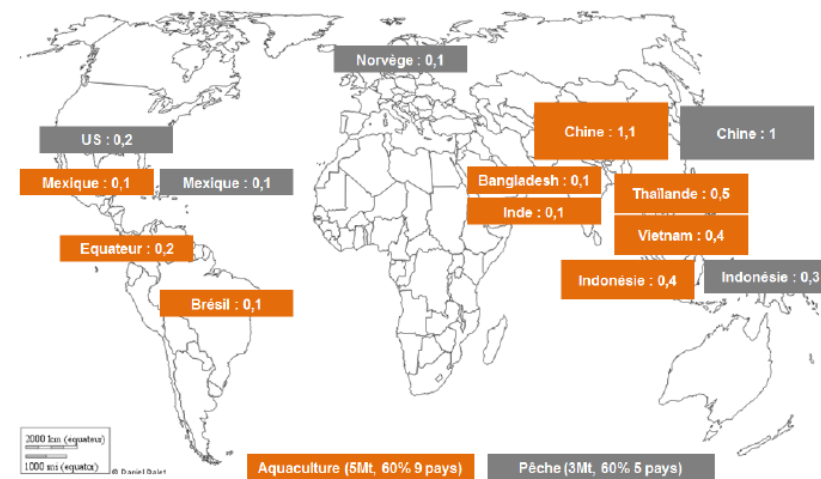 Norvège : 0,1
Chine : 1,1
Chine : 1
US : 0,2
Mexique : 0,1
Mexique : 0,1
Bangladesh : 0,1
Thaïlande : 0,5
Inde : 0,1
Vietnam : 0,4
Equateur : 0,2
Indonésie : 0,4
Indonésie : 0,3
Brésil : 0,1
2000 km (equateur)
1000 mi (equator)
© Daniel Dalet
Aquaculture (5Mt, 60% 9 pays)
Pêche (3Mt, 60% 5 pays)